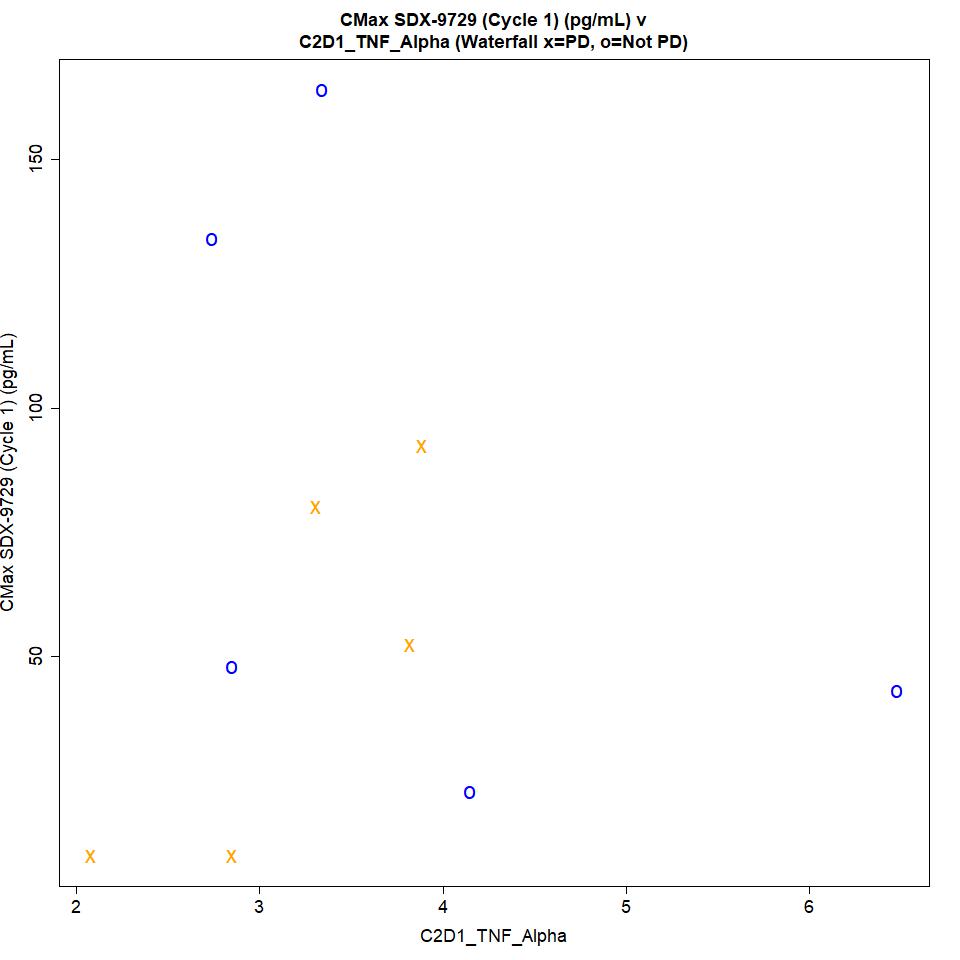 CMax SDX-9729 (Cycle 1) (pg/mL) v
C2D1_TNF_Alpha (Waterfall x=PD, o=Not PD)
CMax SDX-9729 (Cycle 1) (pg/mL)
150
100
50
o
o
x
x
x
o
o
o
x
x
2
3
4
5
6
C2D1_TNF_Alpha